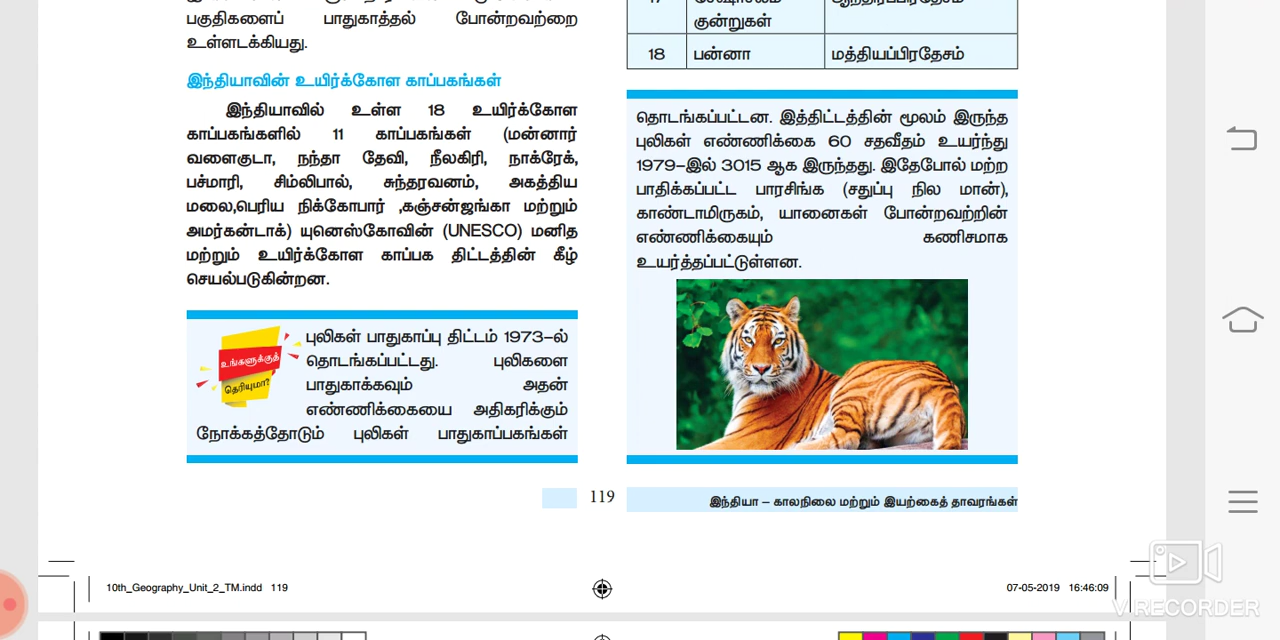 பகுதிகளைப் பாதுகாத்தல் போன்றவற்றை
உள்ளடக்கியது.
இந்தியாவின் உயிர்க்கோள காப்பகங்கள்
இந்தியாவில் உள்ள 18 உயிர்க்கோள
காப்பகங்களில் 11 காப்பகங்கள் (மன்னார்
வளைகுடா, நந்தா தேவி, நீலகிரி, நாக்ரேக்,
பச்மாரி, சிம்லிபால், சுந்தரவனம், அகத்திய
மலை,பெரிய நிக்கோபார் ,கஞ்சன்ஜங்கா மற்றும்
அமர்கன்டாக்) யுனெஸ்கோவின் (UNESCO) மனித
மற்றும் உயிர்க்கோள காப்பக திட்டத்தின் கீழ்
செயல்படுகின்றன.
உங்களுக்குத்
தெரியுமா?
புலிகள் பாதுகாப்பு திட்டம் 1973-ல்
தொடங்கப்பட்டது. புலிகளை
பாதுகாக்கவும் அதன்
எண்ணிக்கையை அதிகரிக்கும்
நோக்கத்தோடும் புலிகள் பாதுகாப்பகங்கள்
குன்றுகள்
18 பன்னா மத்தியப்பிரதேசம்
தொடங்கப்பட்டன. இத்திட்டத்தின் மூலம் இருந்த
புலிகள் எண்ணிக்கை 60 சதவீதம் உயர்ந்து
1979-இல் 3015 ஆக இருந்தது. இதேபோல் மற்ற
பாதிக்கப்பட்ட பாரசிங்க (சதுப்பு நில மான்),
காண்டாமிருகம், யானைகள் போன்றவற்றின்
எண்ணிக்கையும் கணிசமாக
உயர்த்தப்பட்டுள்ளன.
119 இந்தியா – காலநிலை மற்றும் இயற்கைத் தாவரங்கள்
10th_Geography_Unit_2_TM.indd 119 07-05-2019 16:46:09
V RECORDER